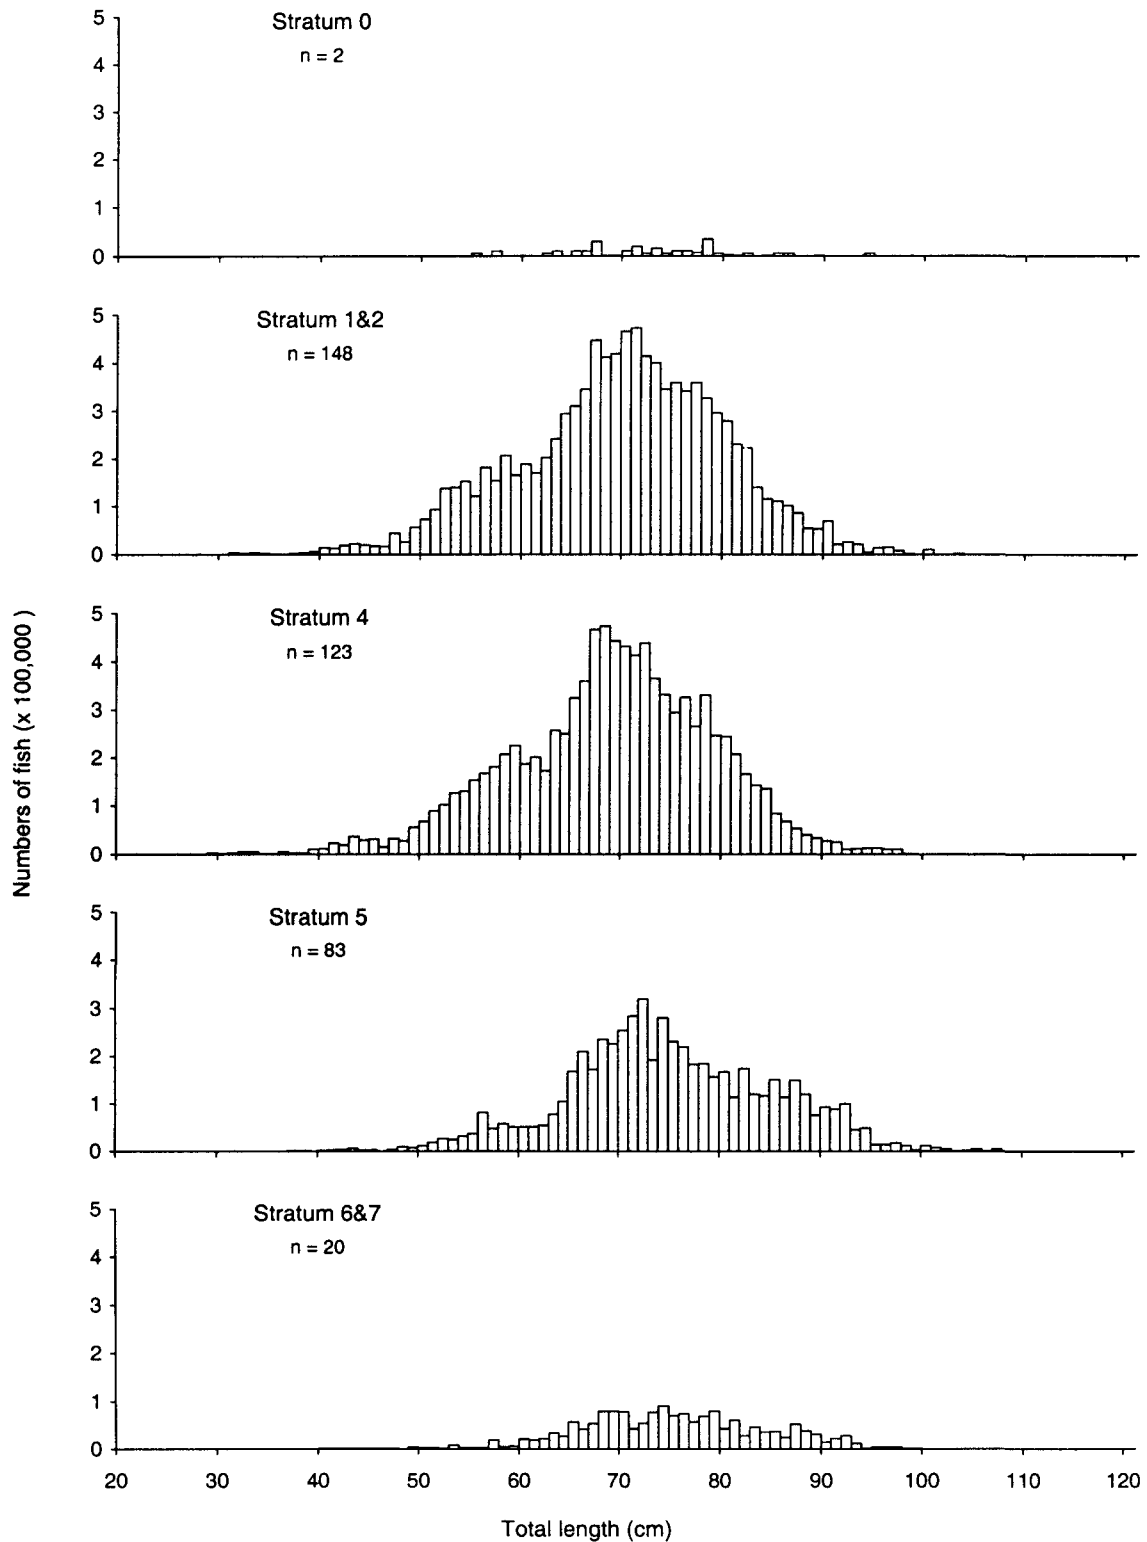 Stratum 0
n = 2
5
4
3
2
1
0
Stratum 1&2
n = 148
5
4
3
2
1
0
Stratum 4
n = 123
5
4
3
2
1
0
Numbers of fish (x 100,000 )
Stratum 5
n = 83
5
4
3
2
1
0
Stratum 6&7
n = 20
5
4
3
2
1
0
20 30 40 50 60 70 80 90 100 110 120
Total length (cm)